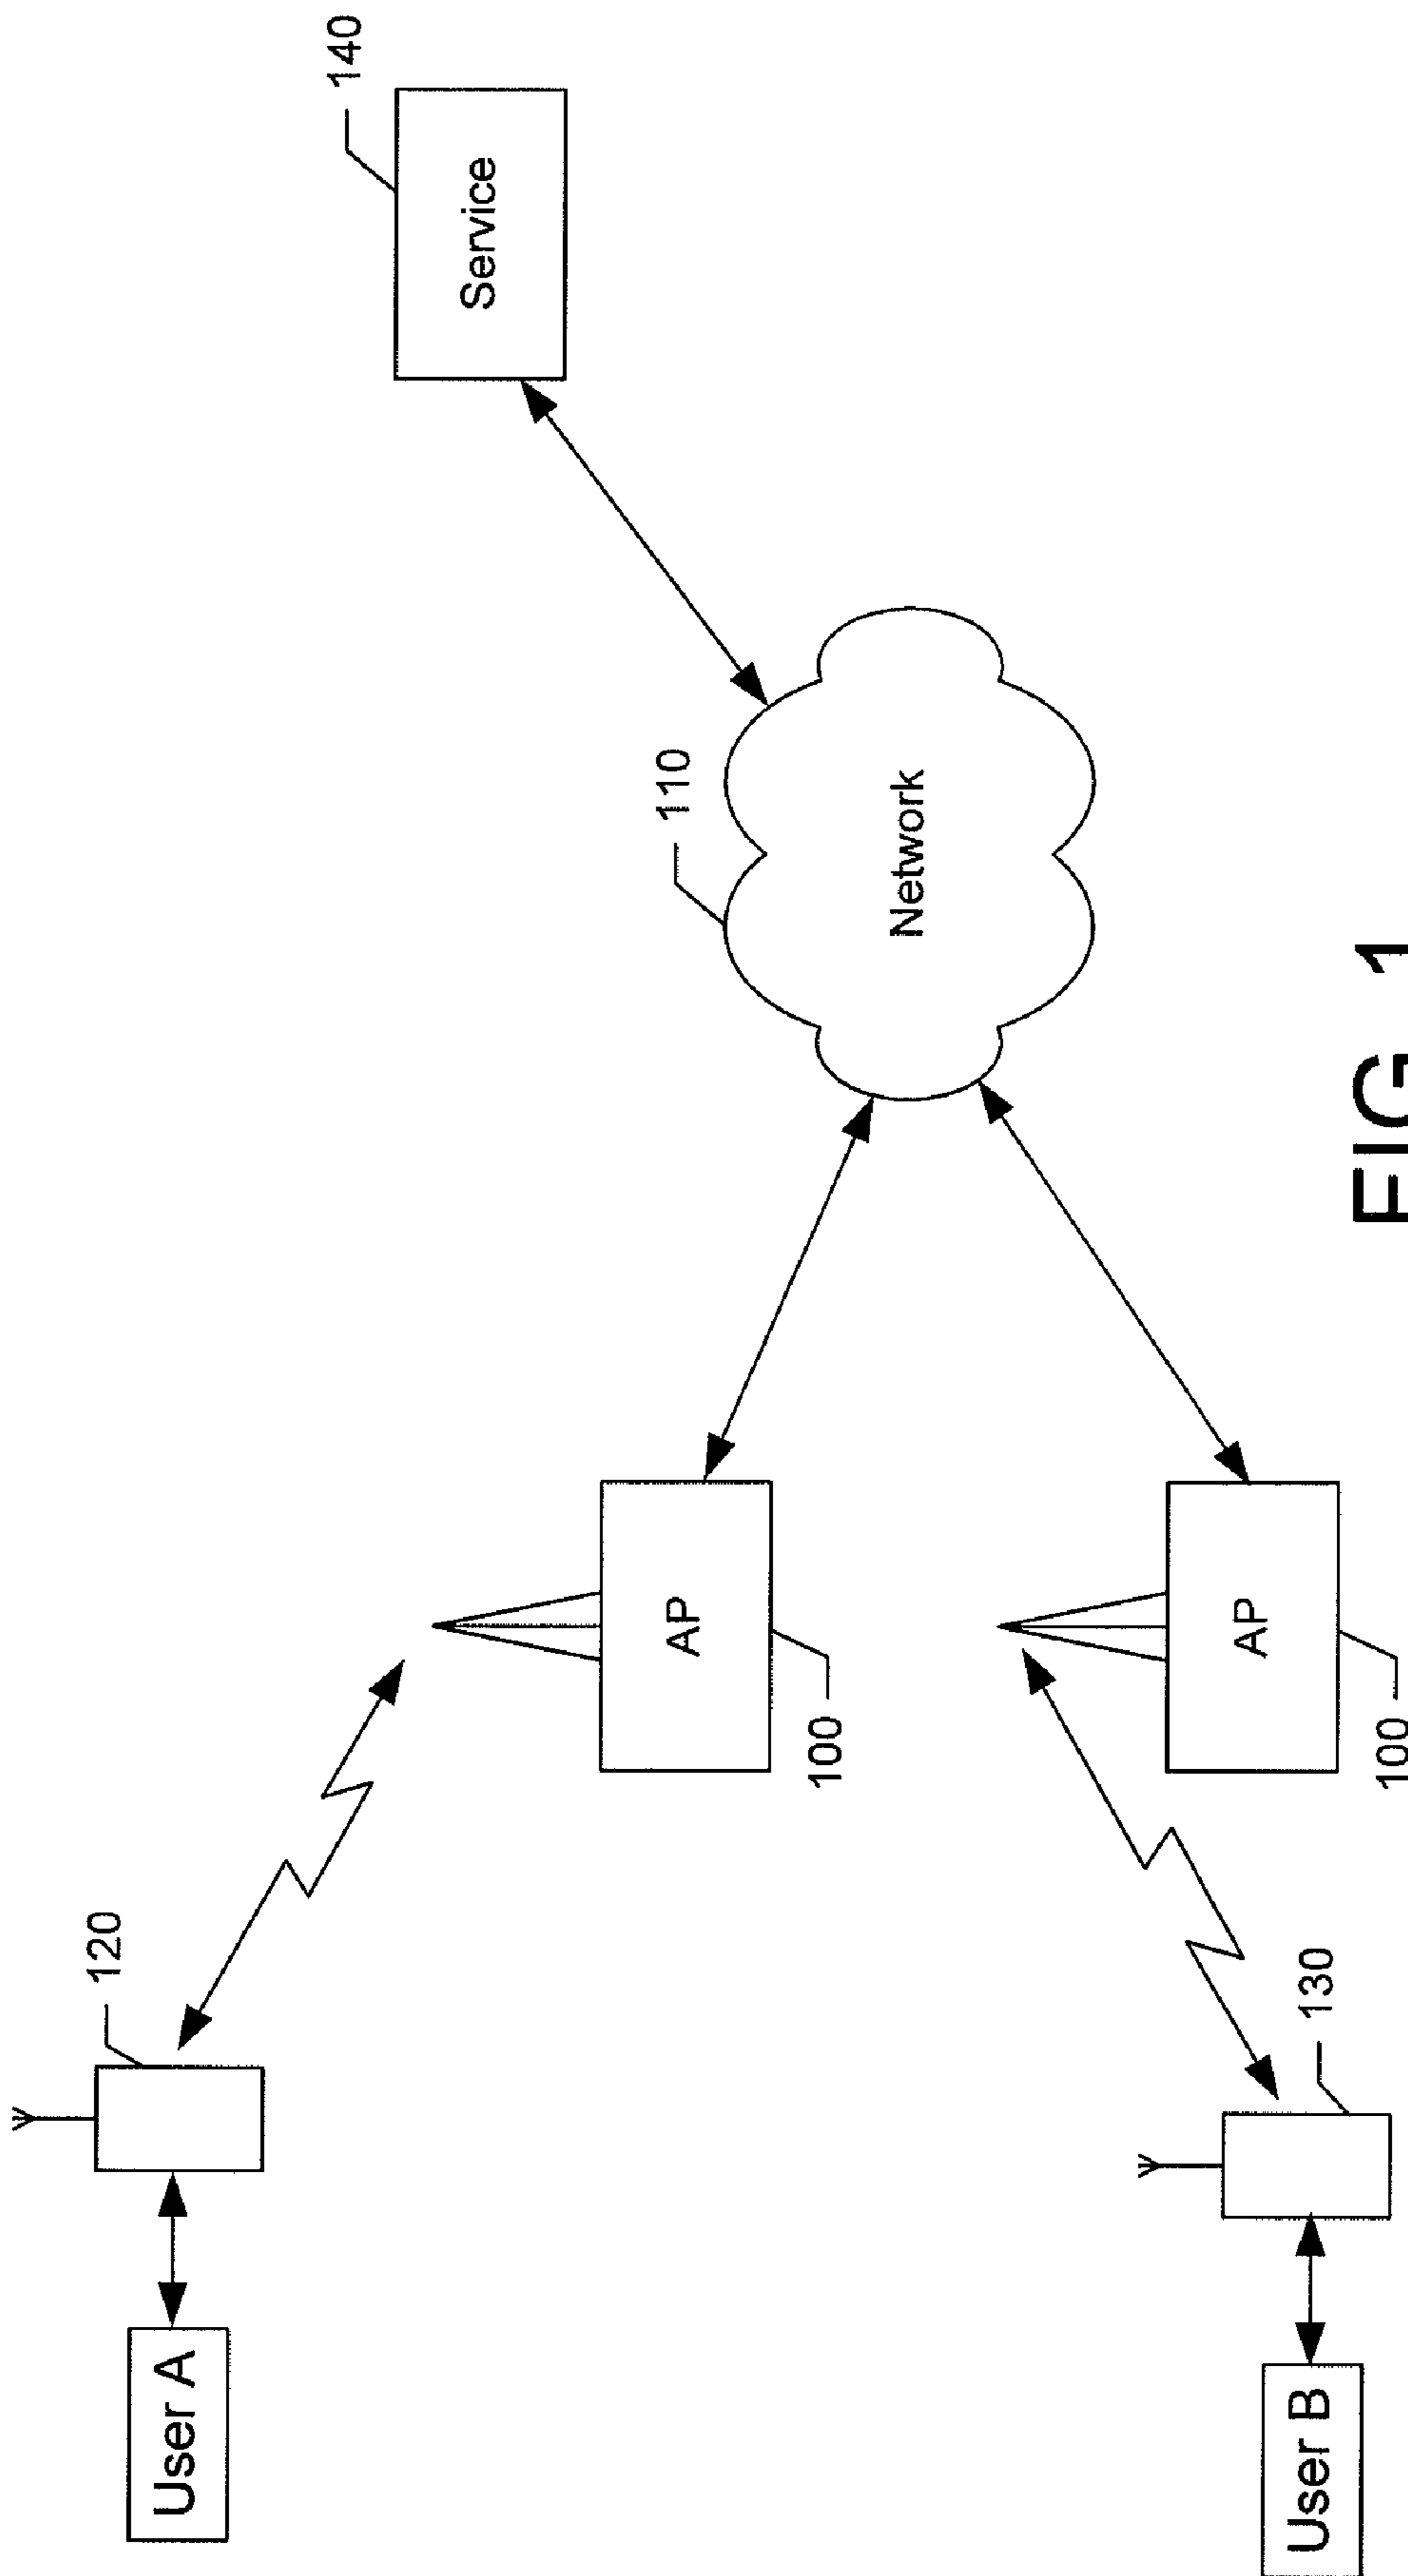 User A
120
AP
100
User B
130
AP
100
110
Network
140
Service
FIG. 1